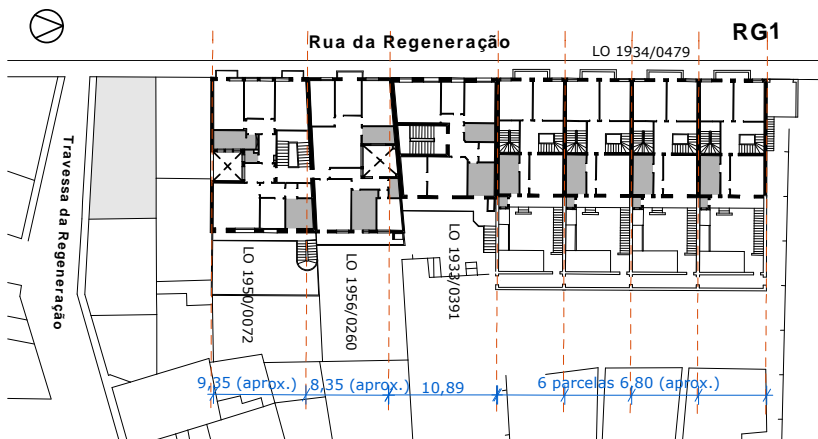 RG1
Rua da Regeneração
LO 1934/0479
Travessa da Regeneração
LO 1950/0072
LO 1956/0260
LO 1933/0391
9,35 (aprox.)
8,35 (aprox.)
10,89
6 parcelas 6,80 (aprox.)